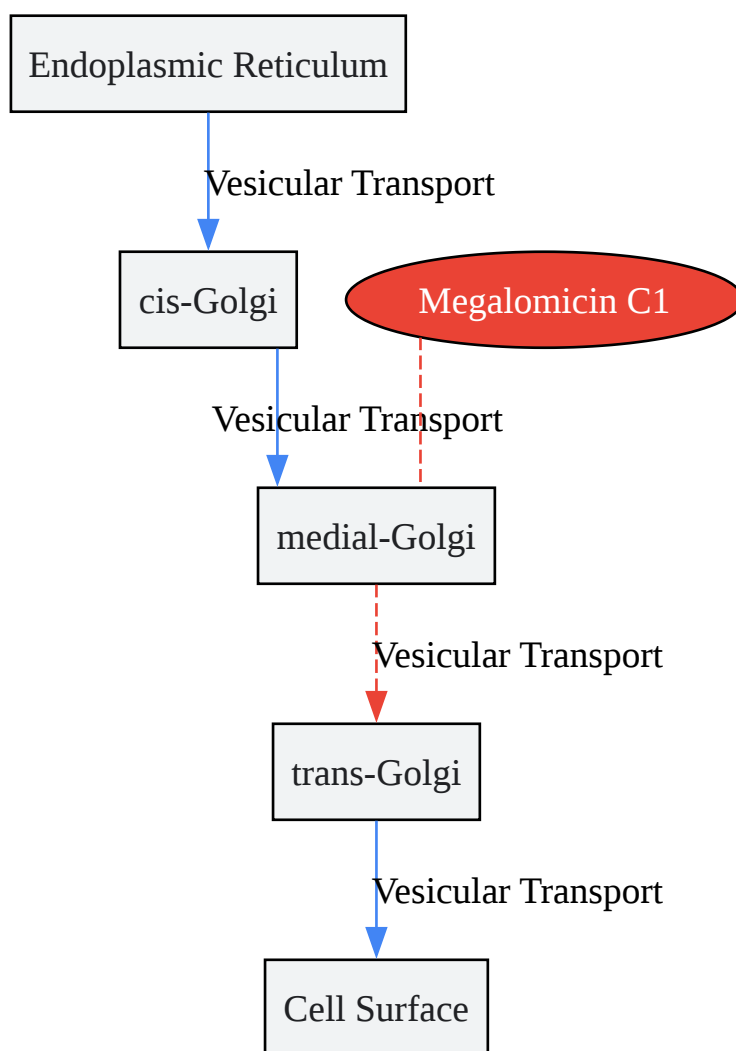 Endoplasmic Reticulum
Vesicular Transport
cis-Golgi
Megalomicin C1
Vesicular Transport
medial-Golgi
Vesicular Transport
trans-Golgi
Vesicular Transport
Cell Surface